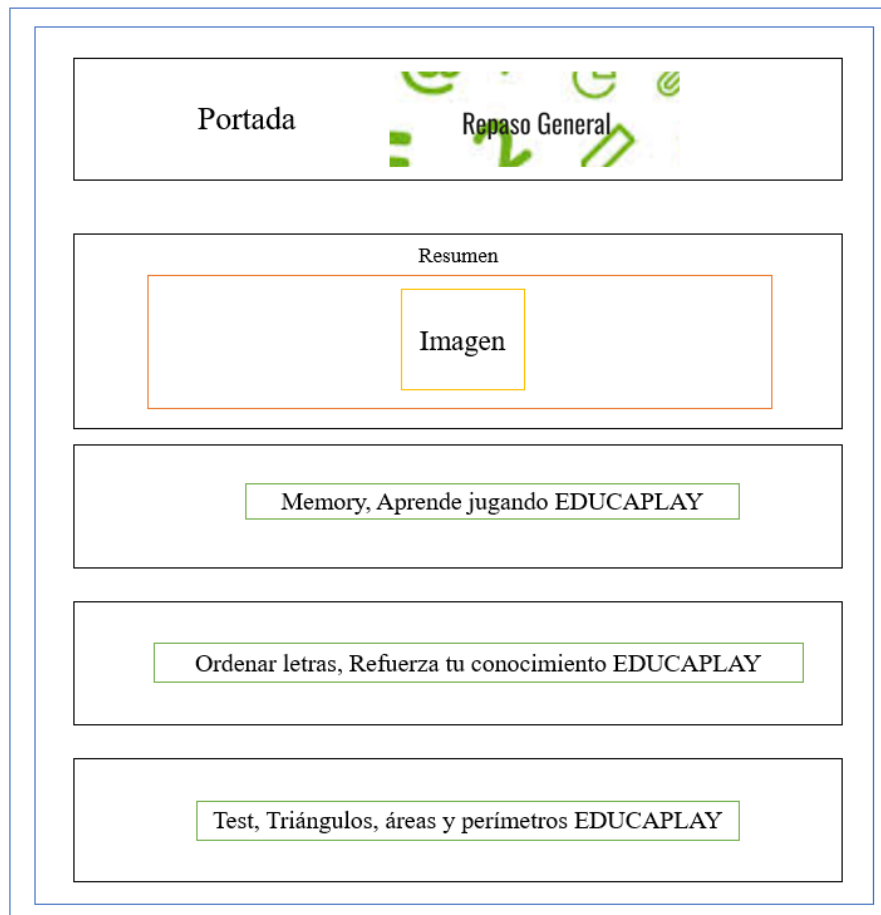 Portada
Repaso General
Resumen
Imagen
Memory, Aprende jugando EDUCAPLAY
Ordenar letras, Refuerza tu conocimiento EDUCAPLAY
Test, Triángulos, áreas y perímetros EDUCAPLAY